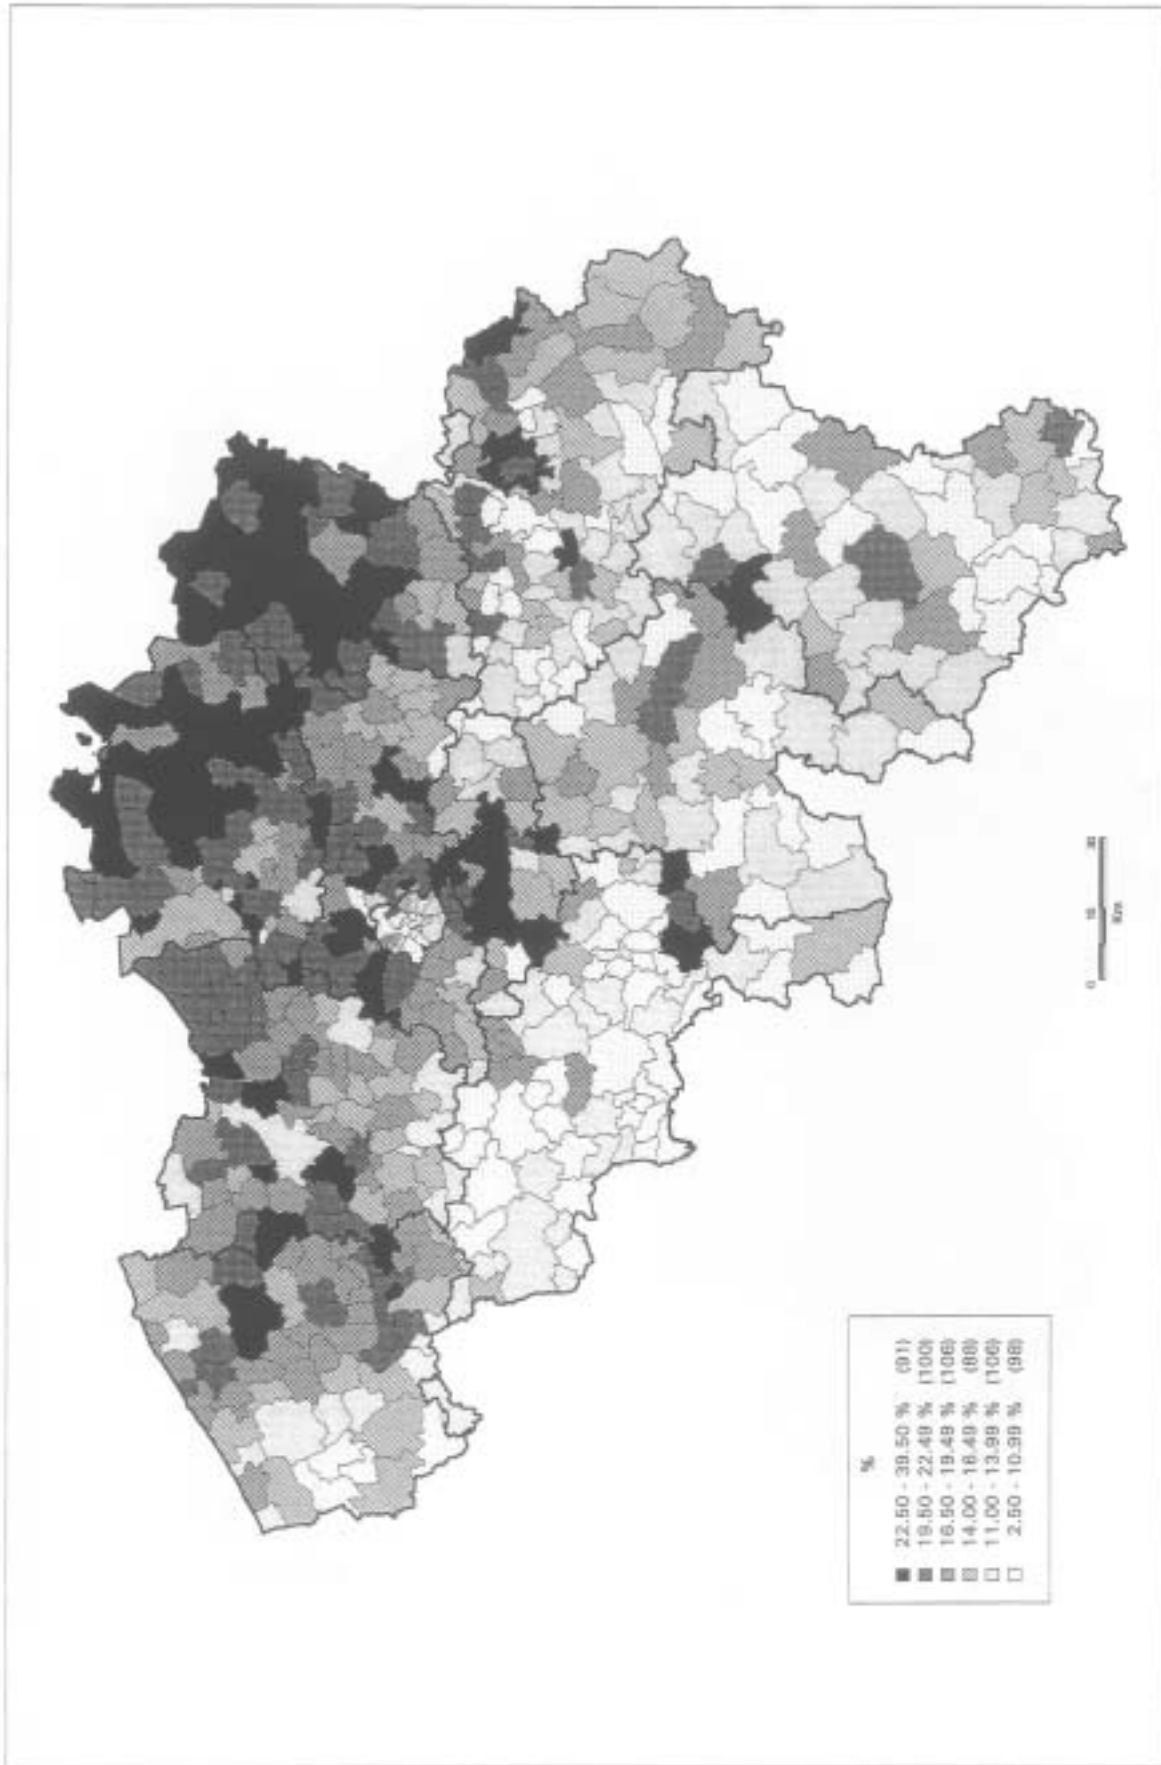 %
22.50 - 39.50 % (91)
19.50 - 22.49 % (100)
16.50 - 19.49 % (106)
14.00 - 16.49 % (88)
11.00 - 13.99 % (106)
2.50 - 10.99 % (98)
0
Km